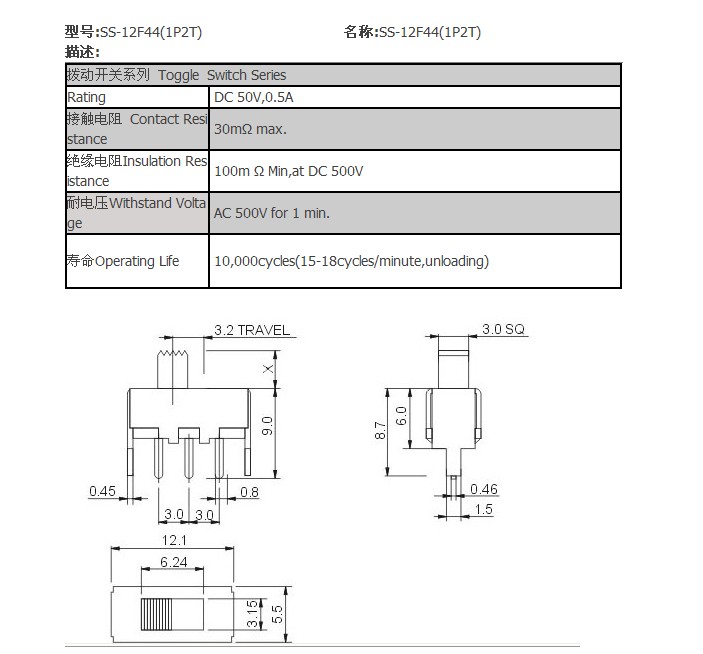 型号:SS-12F44(1P2T) 名称:SS-12F44(1P2T)
描述:
拨动开关系列 Toggle Switch Series
Rating DC 50V,0.5A
接触电阻 Contact Resi
stance
30mΩ max.
绝缘电阻Insulation Res
istance
100m Ω Min,at DC 500V
耐电压Withstand Volta
ge
AC 500V for 1 min.
寿命Operating Life 10,000cycles(15-18cycles/minute,unloading)
3.2 TRAVEL
3.0 SQ
X
9.0
8.7
6.0
0.45
0.8
3.0 3.0
0.46
1.5
12.1
6.24
3.15
5.5